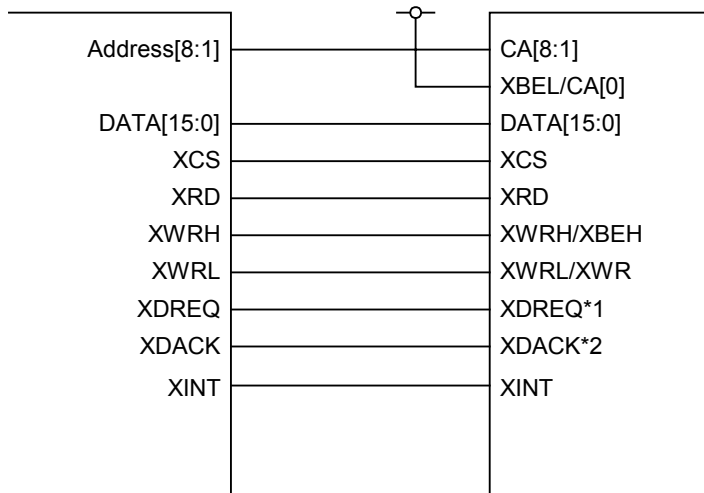 Address[8:1] CA[8:1]
XBEL/CA[0]
DATA[15:0] DATA[15:0]
XCS XCS
XRD XRD
XWRH XWRH/XBEH
XWRL XWRL/XWR
XDREQ XDREQ*1
XDACK XDACK*2
XINT XINT